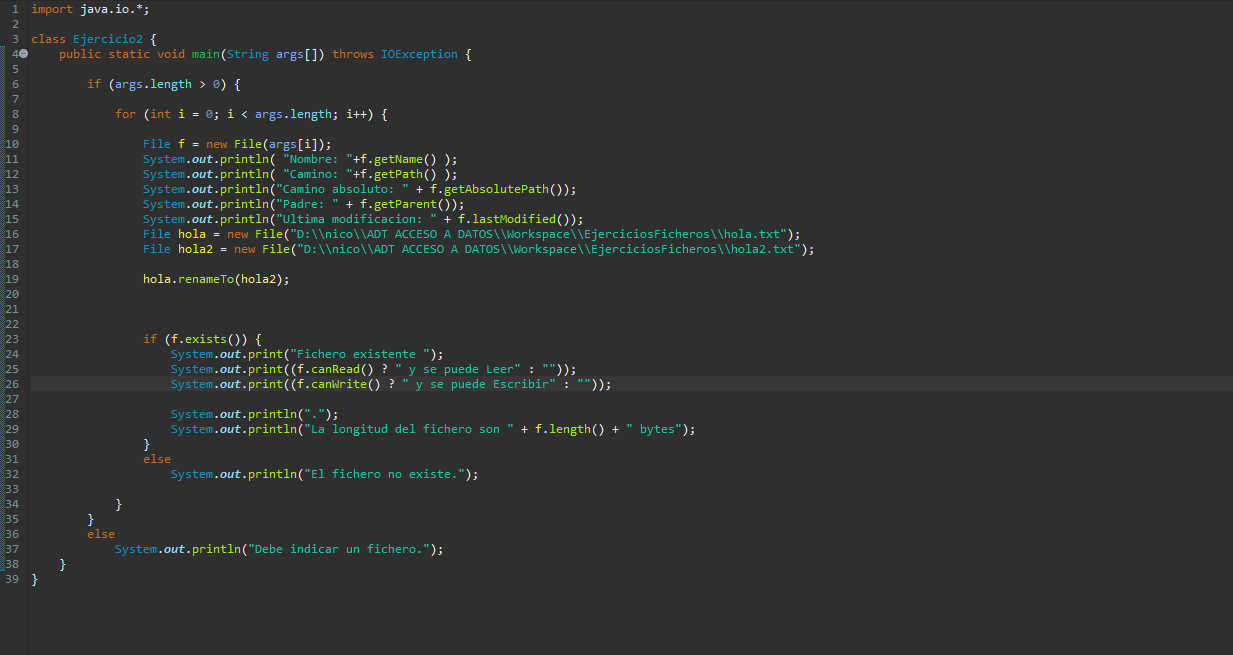 1 import java.io.*;
2
3 class Ejercicio2 {
4 public static void main(String args[]) throws IOException {
5
6 if (args.length > 0) {
7
8 for (int i = 0; i < args.length; i++) {
9
10 File f = new File(args[i]);
11 System.out.println( "Nombre: "+f.getName() );
12 System.out.println( "Camino: "+f.getPath() );
13 System.out.println("Camino absoluto: " + f.getAbsolutePath());
14 System.out.println("Padre: " + f.getParent());
15 System.out.println("Ultima modificacion: " + f.lastModified());
16 File hola = new File("D:\\nico\\ADT ACCESO A DATOS\\Workspace\\EjerciciosFicheros\\hola.txt");
17 File hola2 = new File("D:\\nico\\ADT ACCESO A DATOS\\Workspace\\EjerciciosFicheros\\hola2.txt");
18
19 hola.renameTo(hola2);
20
21
22
23 if (f.exists()) {
24 System.out.print("Fichero existente ");
25 System.out.print((f.canRead() ? " y se puede Leer" : ""));
26 System.out.print((f.canWrite() ? " y se puede Escribir" : ""));
27
28 System.out.println(".");
29 System.out.println("La longitud del fichero son " + f.length() + " bytes");
30 }
31 else
32 System.out.println("El fichero no existe.");
33
34 }
35 }
36 else
37 System.out.println("Debe indicar un fichero.");
38 }
39 }